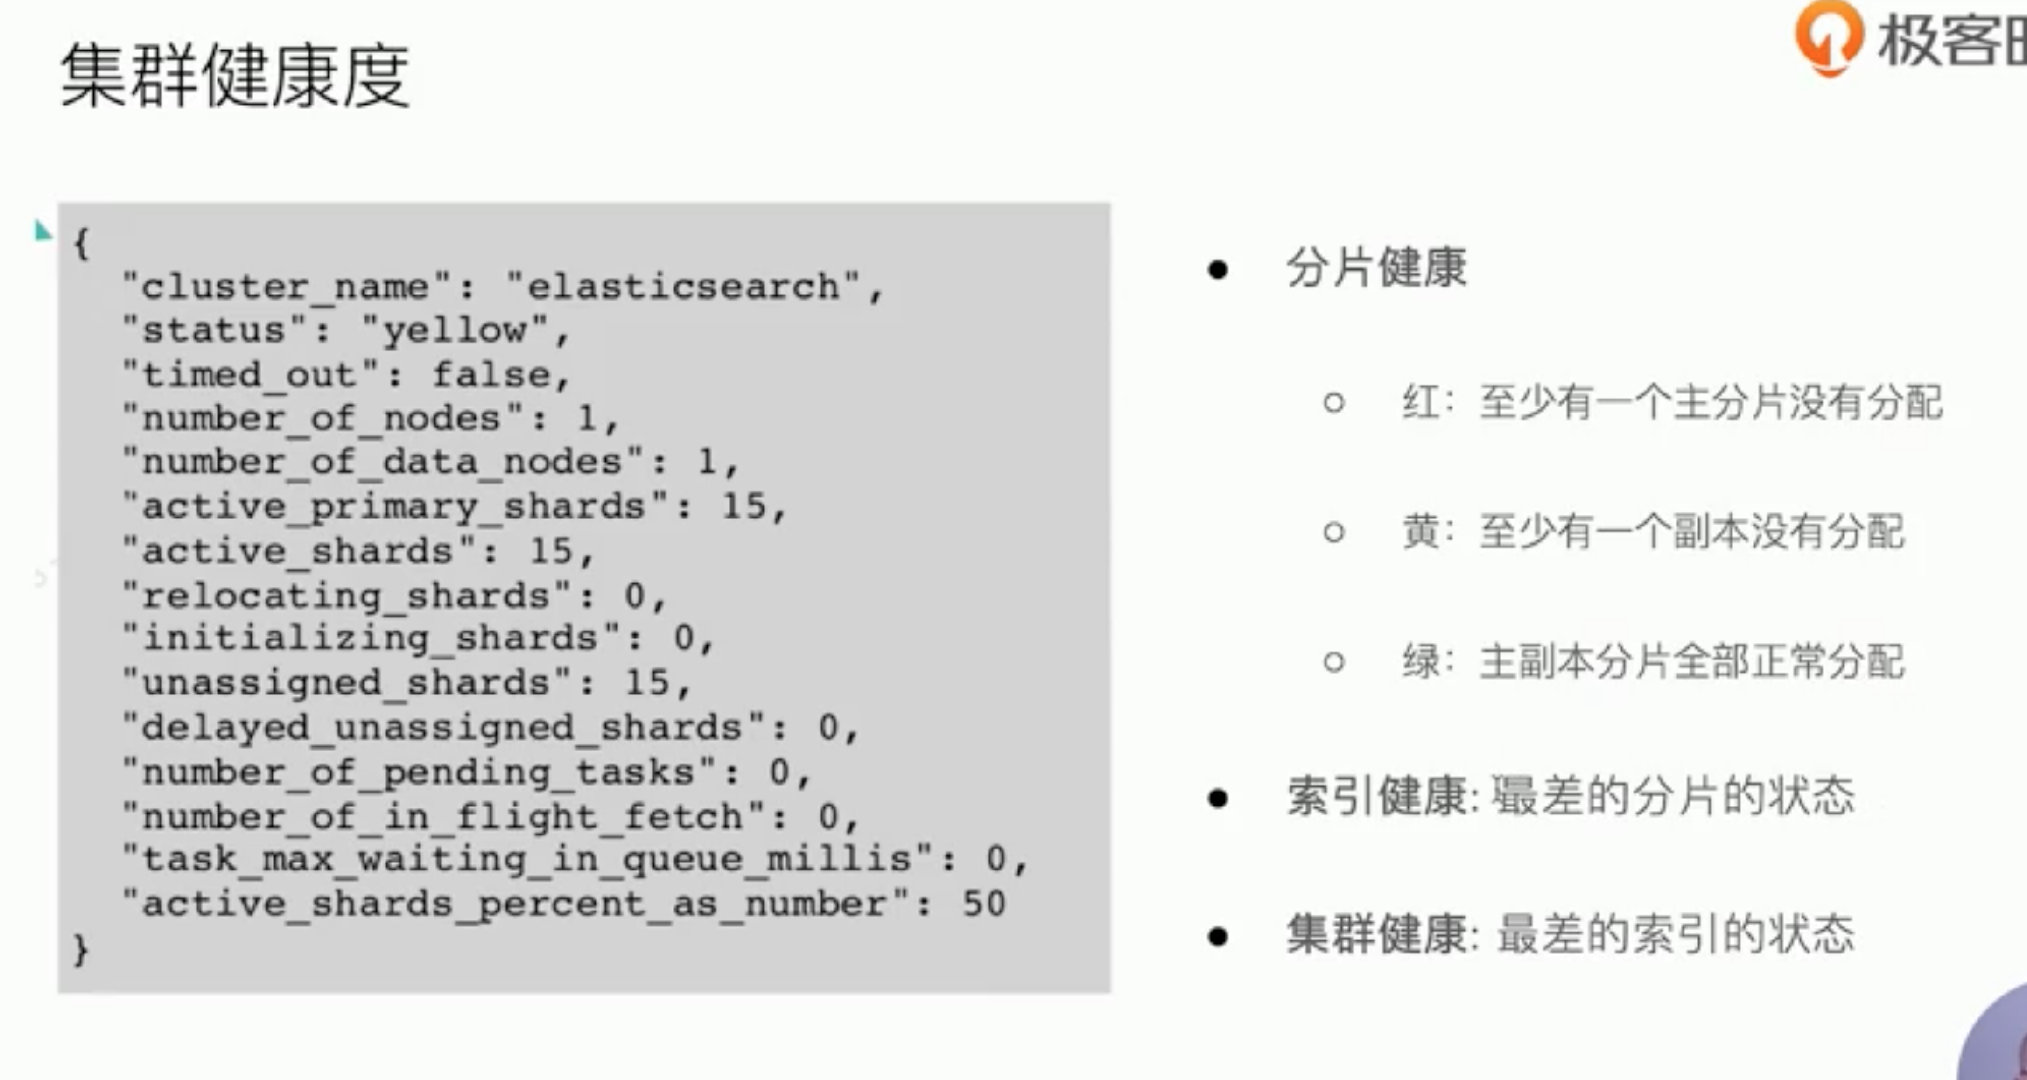 集群健康度
极客
{
"cluster_name": "elasticsearch",
"status": "yellow",
"timed_out": false,
"number_of_nodes": 1,
"number_of_data_nodes": 1,
"active_primary_shards": 15,
"active_shards": 15,
"relocating_shards": 0,
"initializing_shards": 0,
"unassigned_shards": 15,
"delayed_unassigned_shards": 0,
"number_of_pending_tasks": 0,
"number_of_in_flight_fetch": 0,
"task_max_waiting_in_queue_millis": 0,
"active_shards_percent_as_number": 50
}
分片健康
红：至少有一个主分片没有分配
黄：至少有一个副本没有分配
绿：主副本分片全部正常分配
索引健康: 最差的分片的状态
集群健康: 最差的索引的状态